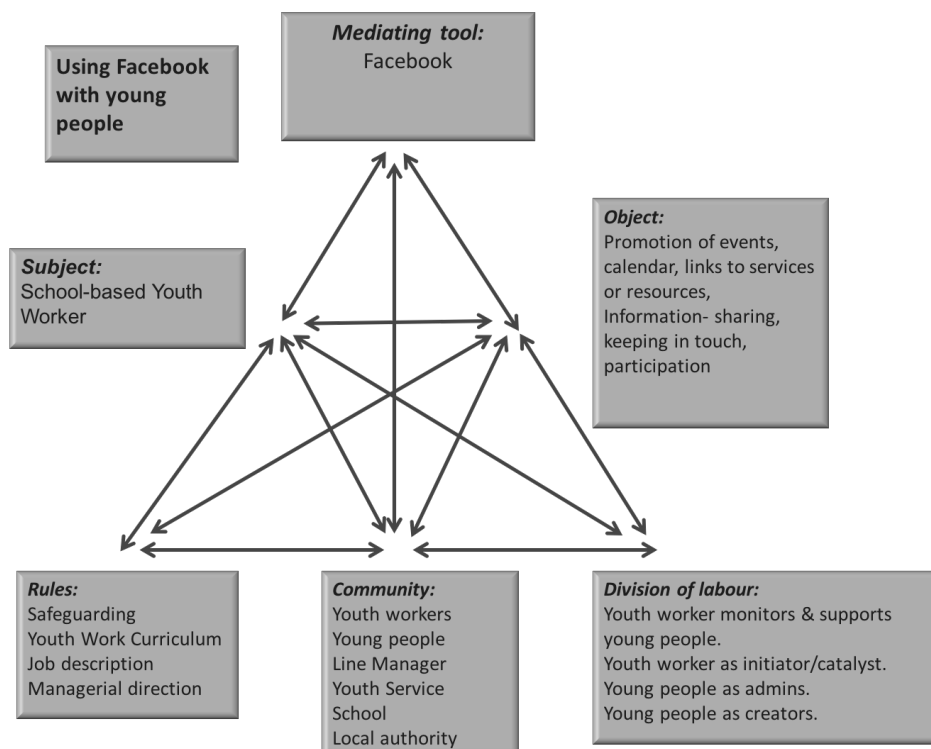 Using Facebook
with young
people
Mediating tool:
Facebook
Subject:
School-based Youth
Worker
Object:
Promotion of events,
calendar, links to services
or resources,
Information- sharing,
keeping in touch,
participation
Rules:
Safeguarding
Youth Work Curriculum
Job description
Managerial direction
Community:
Youth workers
Young people
Line Manager
Youth Service
School
Local authority
Division of labour:
Youth worker monitors & supports
young people.
Youth worker as initiator/catalyst.
Young people as admins.
Young people as creators.